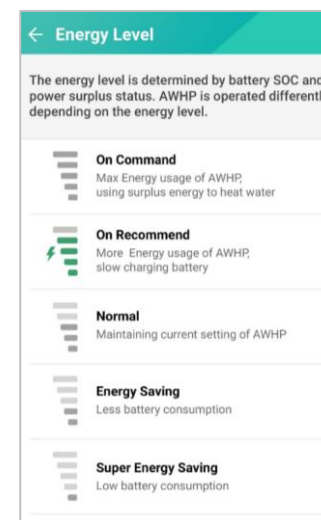 Energy Level
The energy level is determined by battery SOC and
power surplus status. AWHP is operated
depending on the energy level.
On Command
Max Energy usage of AWHP,
using surplus energy to heat water
On Recommend
More Energy usage of AWHP,
slow charging battery
Normal
Maintaining current setting of AWHP
Energy Saving
Less battery consumption
Super Energy Saving
Low battery consumption